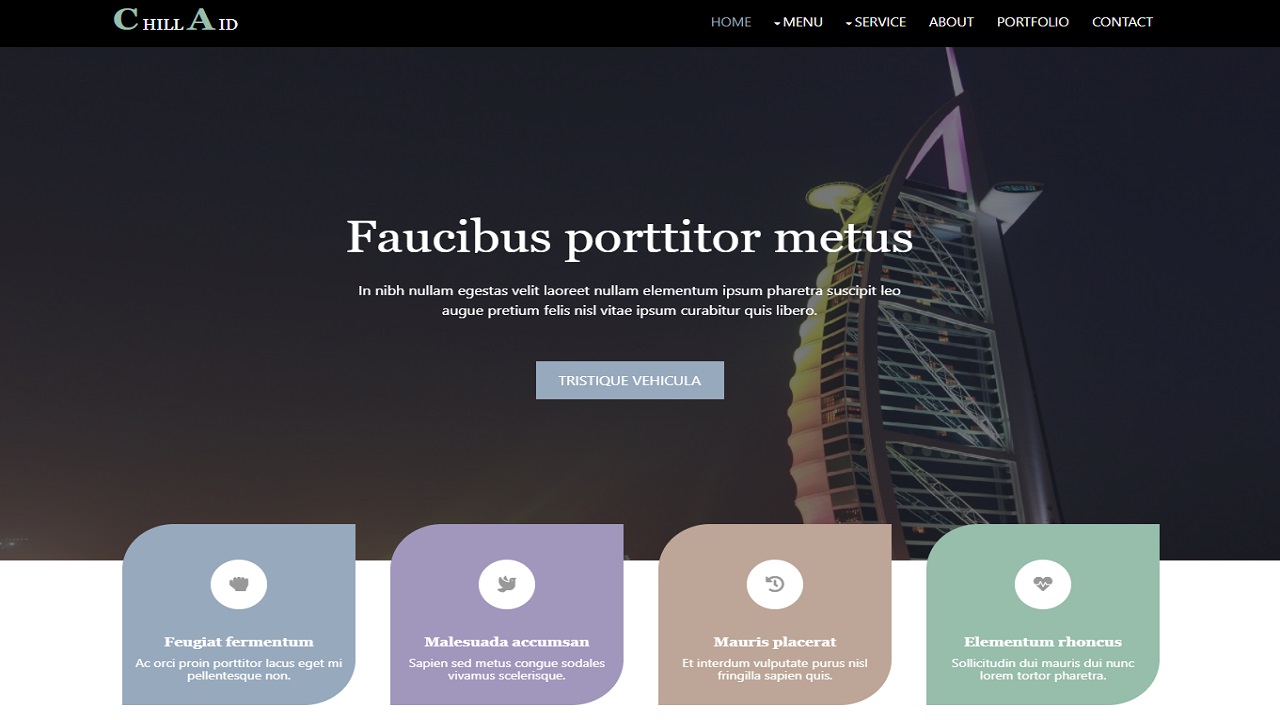 CHILLAID
HOME MENU SERVICE ABOUT PORTFOLIO CONTACT
Faucibus porttitor metus
In nibh nullam egestas velit laoreet nullam elementum ipsum pharetra suscipit leo
augue pretium felis nisl vitae ipsum curabitur quis libero.
TRISTIQUE VEHICULA
Feugiat fermentum
Ac orci proin porttitor lacus eget mi
pellentesque non.
Malesuada accumsan
Sapien sed metus congue sodales
vivamus scelerisque.
Mauris placerat
Et interdum vulputate purus nisl
fringilla sapien quis.
Elementum rhoncus
Sollicitudin dui mauris dui nunc
lorem tortor pharetra.